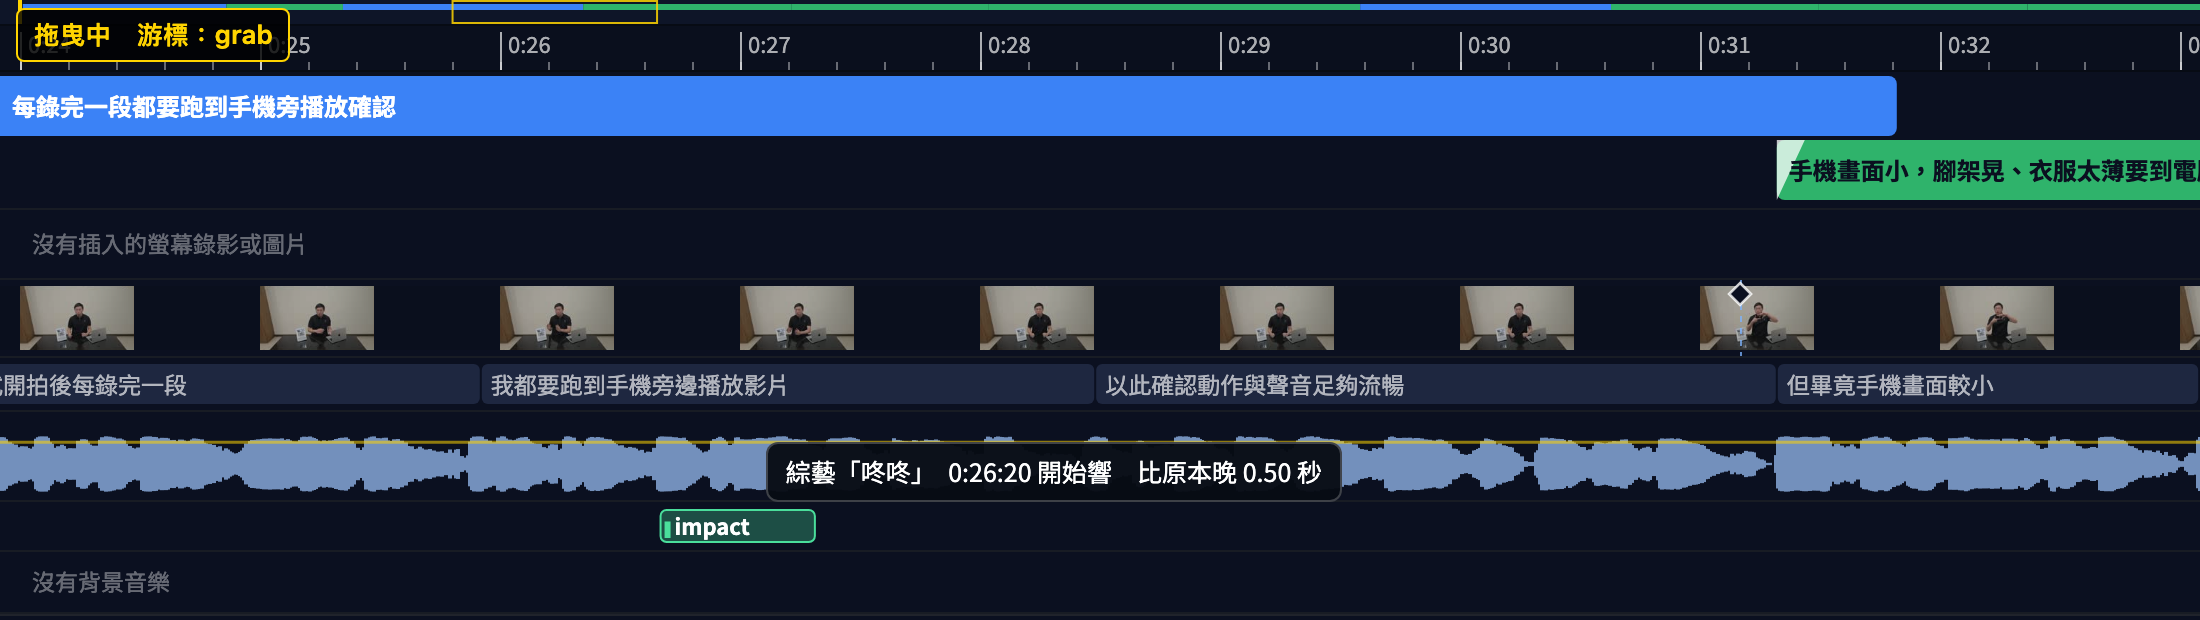 拖曳中 游標：grab
0:24 0:25 0:26 0:27 0:28 0:29 0:30 0:31 0:32
每錄完一段都要跑到手機旁播放確認
手機畫面小，腳架晃、衣服太薄要到電
沒有插入的螢幕錄影或圖片
開拍後每錄完一段 我都要跑到手機旁邊播放影片 以此確認動作與聲音足夠流暢 但畢竟手機畫面較小
綜藝「咚咚」 0:26:20 開始響 比原本晚 0.50 秒
impact
沒有背景音樂